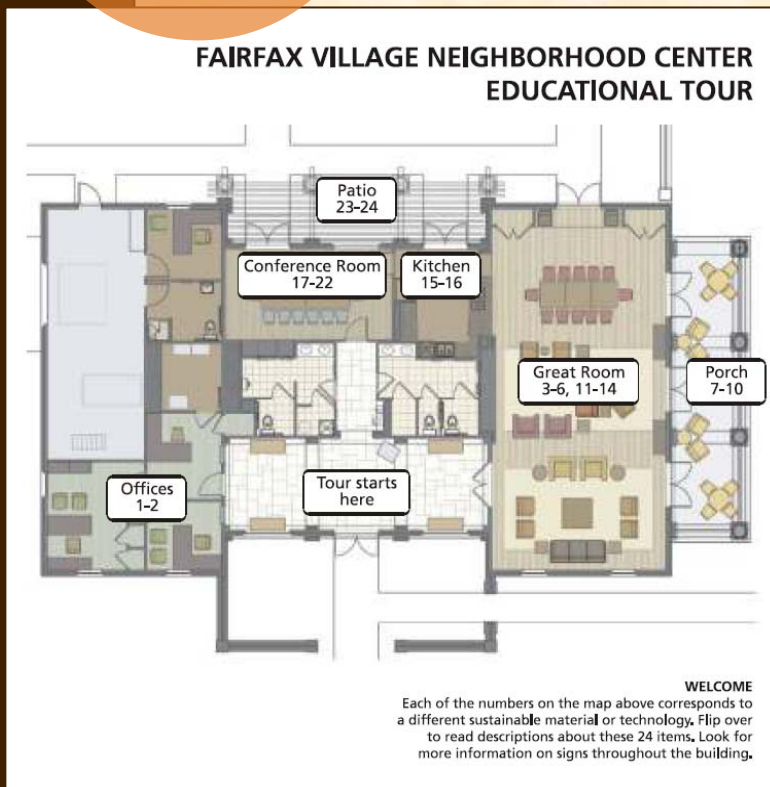 FAIRFAX VILLAGE NEIGHBORHOOD CENTER
EDUCATIONAL TOUR
Patio
23-24
Conference Room
17-22
Kitchen
15-16
Great Room
3-6, 11-14
Porch
7-10
Offices
1-2
Tour starts
here
WELCOME
Each of the numbers on the map above corresponds to
a different sustainable material or technology. Flip over
to read descriptions about these 24 items. Look for
more information on signs throughout the building.